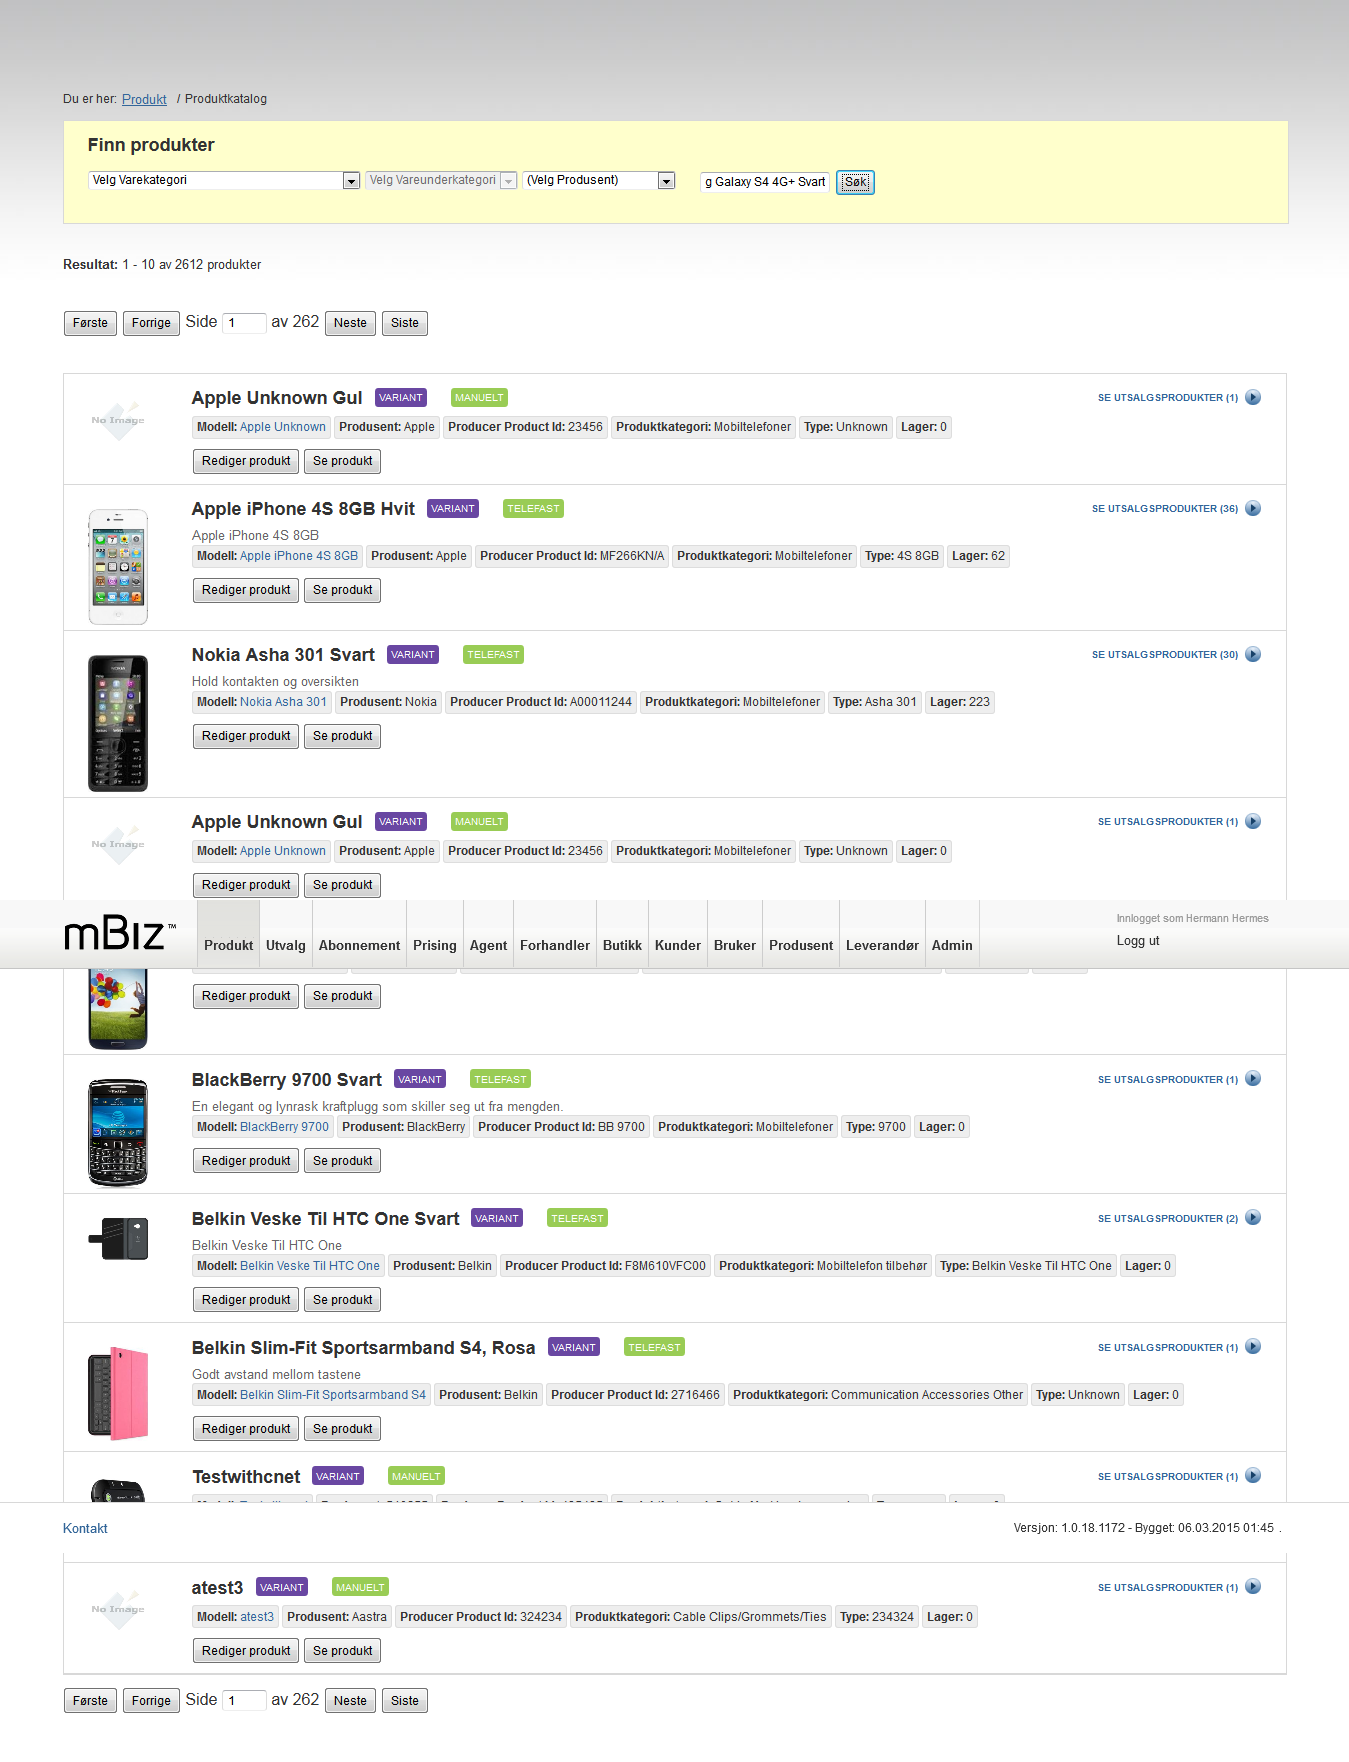 Du er her: Produkt / Produktkatalog
Finn produkter
Velg Varekategori Velg Vareunderkategori (Velg Produsent) g Galaxy S4 4G+ Svart Søk
Resultat: 1 - 10 av 2612 produkter
Første Forrige Side 1 av 262 Neste Siste
No Image
Apple Unknown Gul VARIANT MANUELT SE UTSALGSPRODUKTER (1)
Modell: Apple Unknown Produsent: Apple Producer Product Id: 23456 Produktkategori: Mobiltelefoner Type: Unknown Lager: 0
Rediger produkt Se produkt
Apple iPhone 4S 8GB Hvit VARIANT TELEFAST SE UTSALGSPRODUKTER (36)
Apple iPhone 4S 8GB
Modell: Apple iPhone 4S 8GB Produsent: Apple Producer Product Id: MF266KN/A Produktkategori: Mobiltelefoner Type: 4S 8GB Lager: 62
Rediger produkt Se produkt
Nokia Asha 301 Svart VARIANT TELEFAST SE UTSALGSPRODUKTER (30)
Hold kontakten og oversikten
Modell: Nokia Asha 301 Produsent: Nokia Producer Product Id: A00011244 Produktkategori: Mobiltelefoner Type: Asha 301 Lager: 223
Rediger produkt Se produkt
No Image
Apple Unknown Gul VARIANT MANUELT SE UTSALGSPRODUKTER (1)
Modell: Apple Unknown Produsent: Apple Producer Product Id: 23456 Produktkategori: Mobiltelefoner Type: Unknown Lager: 0
Rediger produkt Se produkt
mBiz™ Produkt Utvalg Abonnement Prising Agent Forhandler Butikk Kunder Bruker Produsent Leverandør Admin
Innlogget som Hermann Hermes
Logg ut
Rediger produkt Se produkt
BlackBerry 9700 Svart VARIANT TELEFAST SE UTSALGSPRODUKTER (1)
En elegant og lynrask kraftplugg som skiller seg ut fra mengden.
Modell: BlackBerry 9700 Produsent: BlackBerry Producer Product Id: BB 9700 Produktkategori: Mobiltelefoner Type: 9700 Lager: 0
Rediger produkt Se produkt
Belkin Veske Til HTC One Svart VARIANT TELEFAST SE UTSALGSPRODUKTER (2)
Belkin Veske Til HTC One
Modell: Belkin Veske Til HTC One Produsent: Belkin Producer Product Id: F8M610VFC00 Produktkategori: Mobiltelefon tilbehør Type: Belkin Veske Til HTC One Lager: 0
Rediger produkt Se produkt
Belkin Slim-Fit Sportsarmband S4, Rosa VARIANT TELEFAST SE UTSALGSPRODUKTER (1)
Godt avstand mellom tastene
Modell: Belkin Slim-Fit Sportsarmband S4 Produsent: Belkin Producer Product Id: 2716466 Produktkategori: Communication Accessories Other Type: Unknown Lager: 0
Rediger produkt Se produkt
Testwithcnet VARIANT MANUELT SE UTSALGSPRODUKTER (1)
Kontakt Versjon: 1.0.18.1172 - Bygget: 06.03.2015 01:45 .
No Image
atest3 VARIANT MANUELT SE UTSALGSPRODUKTER (1)
Modell: atest3 Produsent: Aastra Producer Product Id: 324234 Produktkategori: Cable Clips/Grommets/Ties Type: 234324 Lager: 0
Rediger produkt Se produkt
Første Forrige Side 1 av 262 Neste Siste